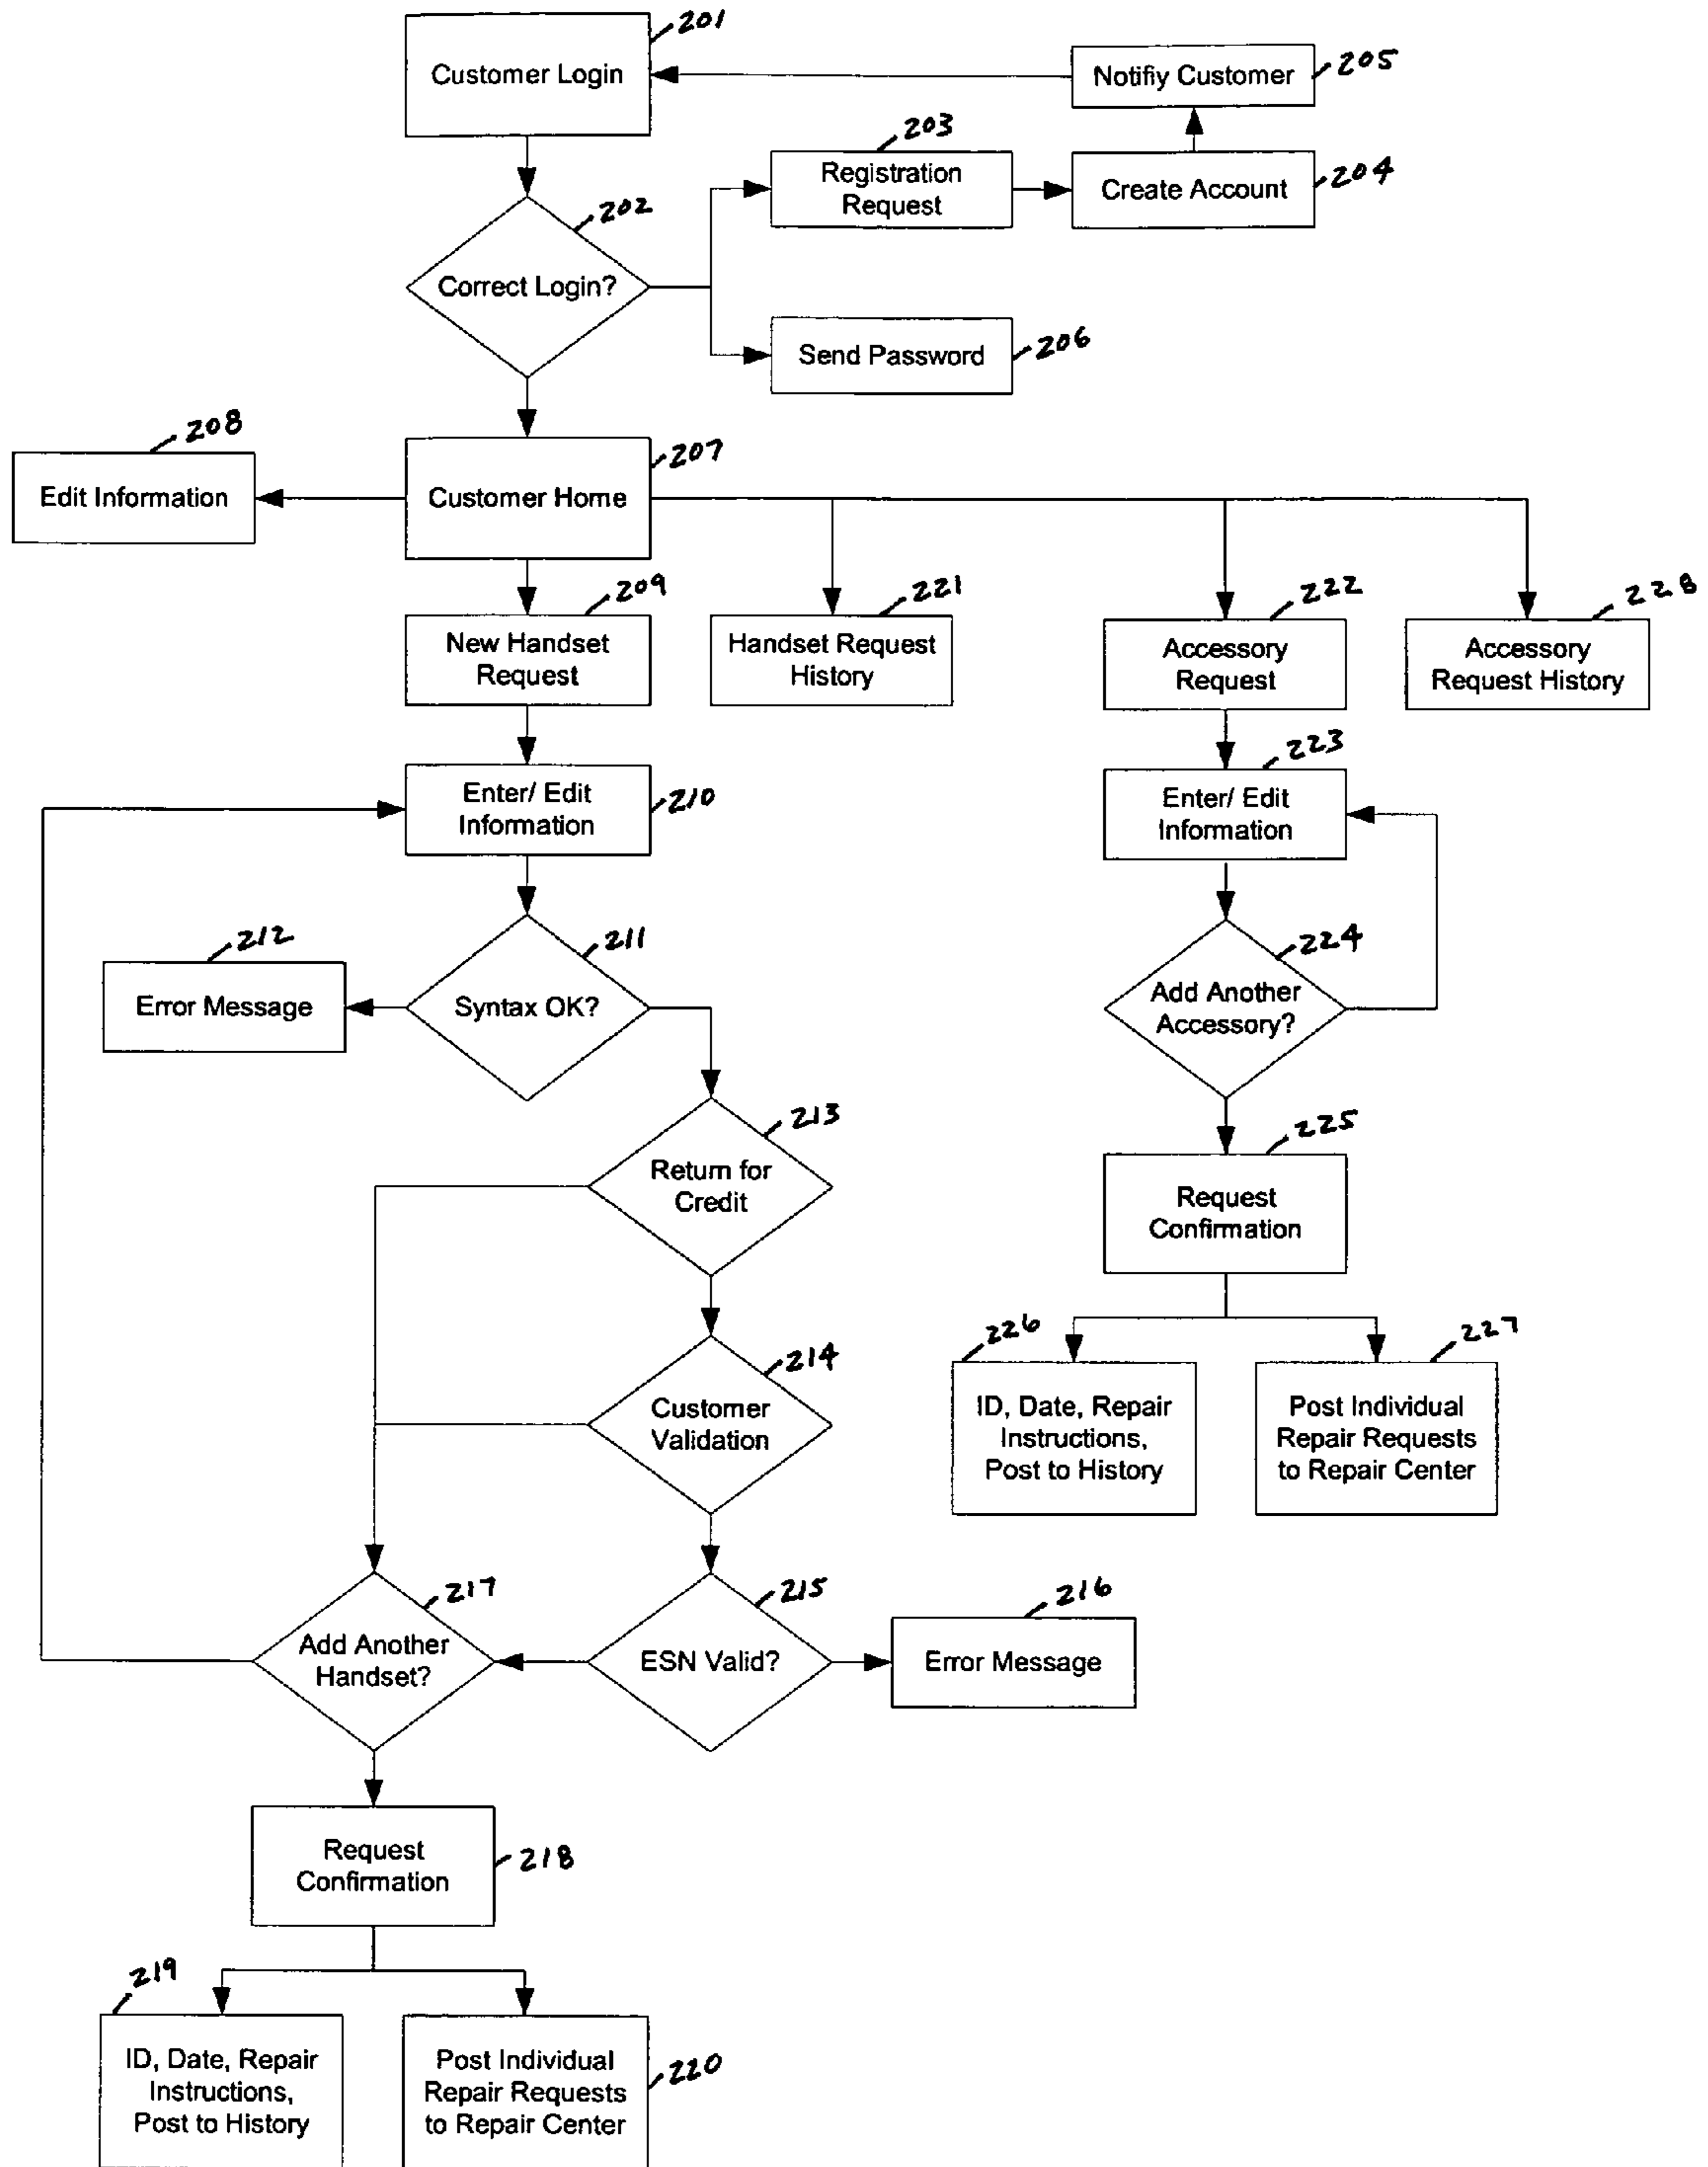 201
Customer Login
Notifiy Customer
205
203
Registration
Request
Create Account
204
202
Correct Login?
Send Password
206
208
Edit Information
207
Customer Home
209
New Handset
Request
221
Handset Request
History
222
Accessory
Request
228
Accessory
Request History
Enter/ Edit
Information
210
223
Enter/ Edit
Information
212
Error Message
211
Syntax OK?
224
Add Another
Accessory?
213
Return for
Credit
225
Request
Confirmation
214
Customer
Validation
226
ID, Date, Repair
Instructions,
Post to History
227
Post Individual
Repair Requests
to Repair Center
217
Add Another
Handset?
215
ESN Valid?
216
Error Message
Request
Confirmation
218
219
ID, Date, Repair
Instructions,
Post to History
Post Individual
Repair Requests
to Repair Center
220